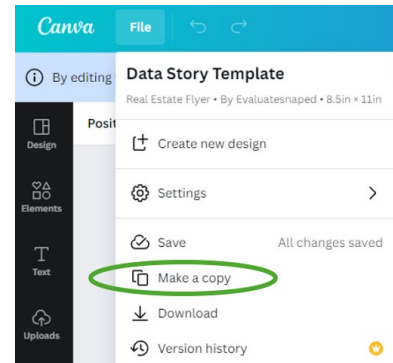 Canva File
By editing
Data Story Template
Real Estate Flyer • By Evaluatesnaped • 8.5in × 11in
Design
Posit
Create new design
Elements
Settings
Save All changes saved
Text
Make a copy
Download
Uploads
Version history